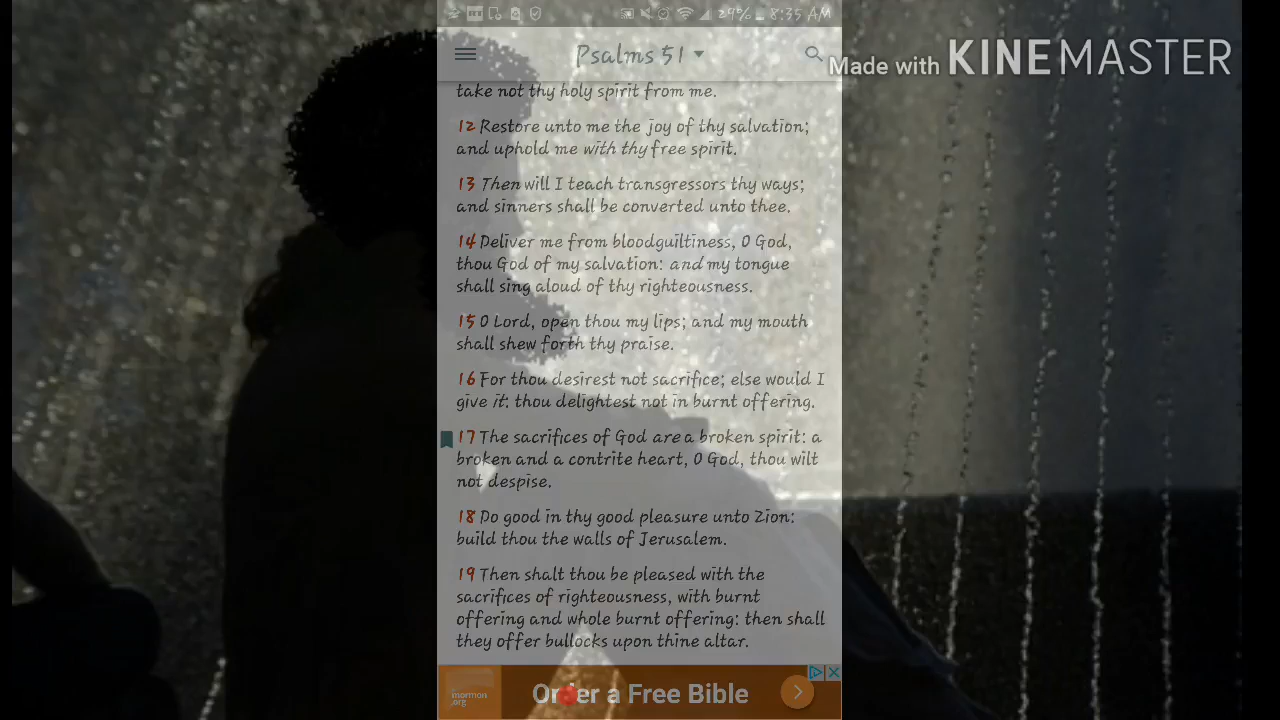 29% 8:35 AM
Psalms 51
Made with KINEMASTER
take not thy holy spirit from me.
12 Restore unto me the joy of thy salvation;
and uphold me with thy free spirit.
13 Then will I teach transgressors thy ways;
and sinners shall be converted unto thee.
14 Deliver me from bloodguiltiness, O God,
thou God of my salvation: and my tongue
shall sing aloud of thy righteousness.
15 O Lord, open thou my lips; and my mouth
shall shew forth thy praise.
16 For thou desirest not sacrifice; else would I
give it: thou delightest not in burnt offering.
17 The sacrifices of God are a broken spirit: a
broken and a contrite heart, O God, thou wilt
not despise.
18 Do good in thy good pleasure unto Zion:
build thou the walls of Jerusalem.
19 Then shalt thou be pleased with the
sacrifices of righteousness, with burnt
offering and whole burnt offering: then shall
they offer bullocks upon thine altar.
mormon
.org
Order a Free Bible